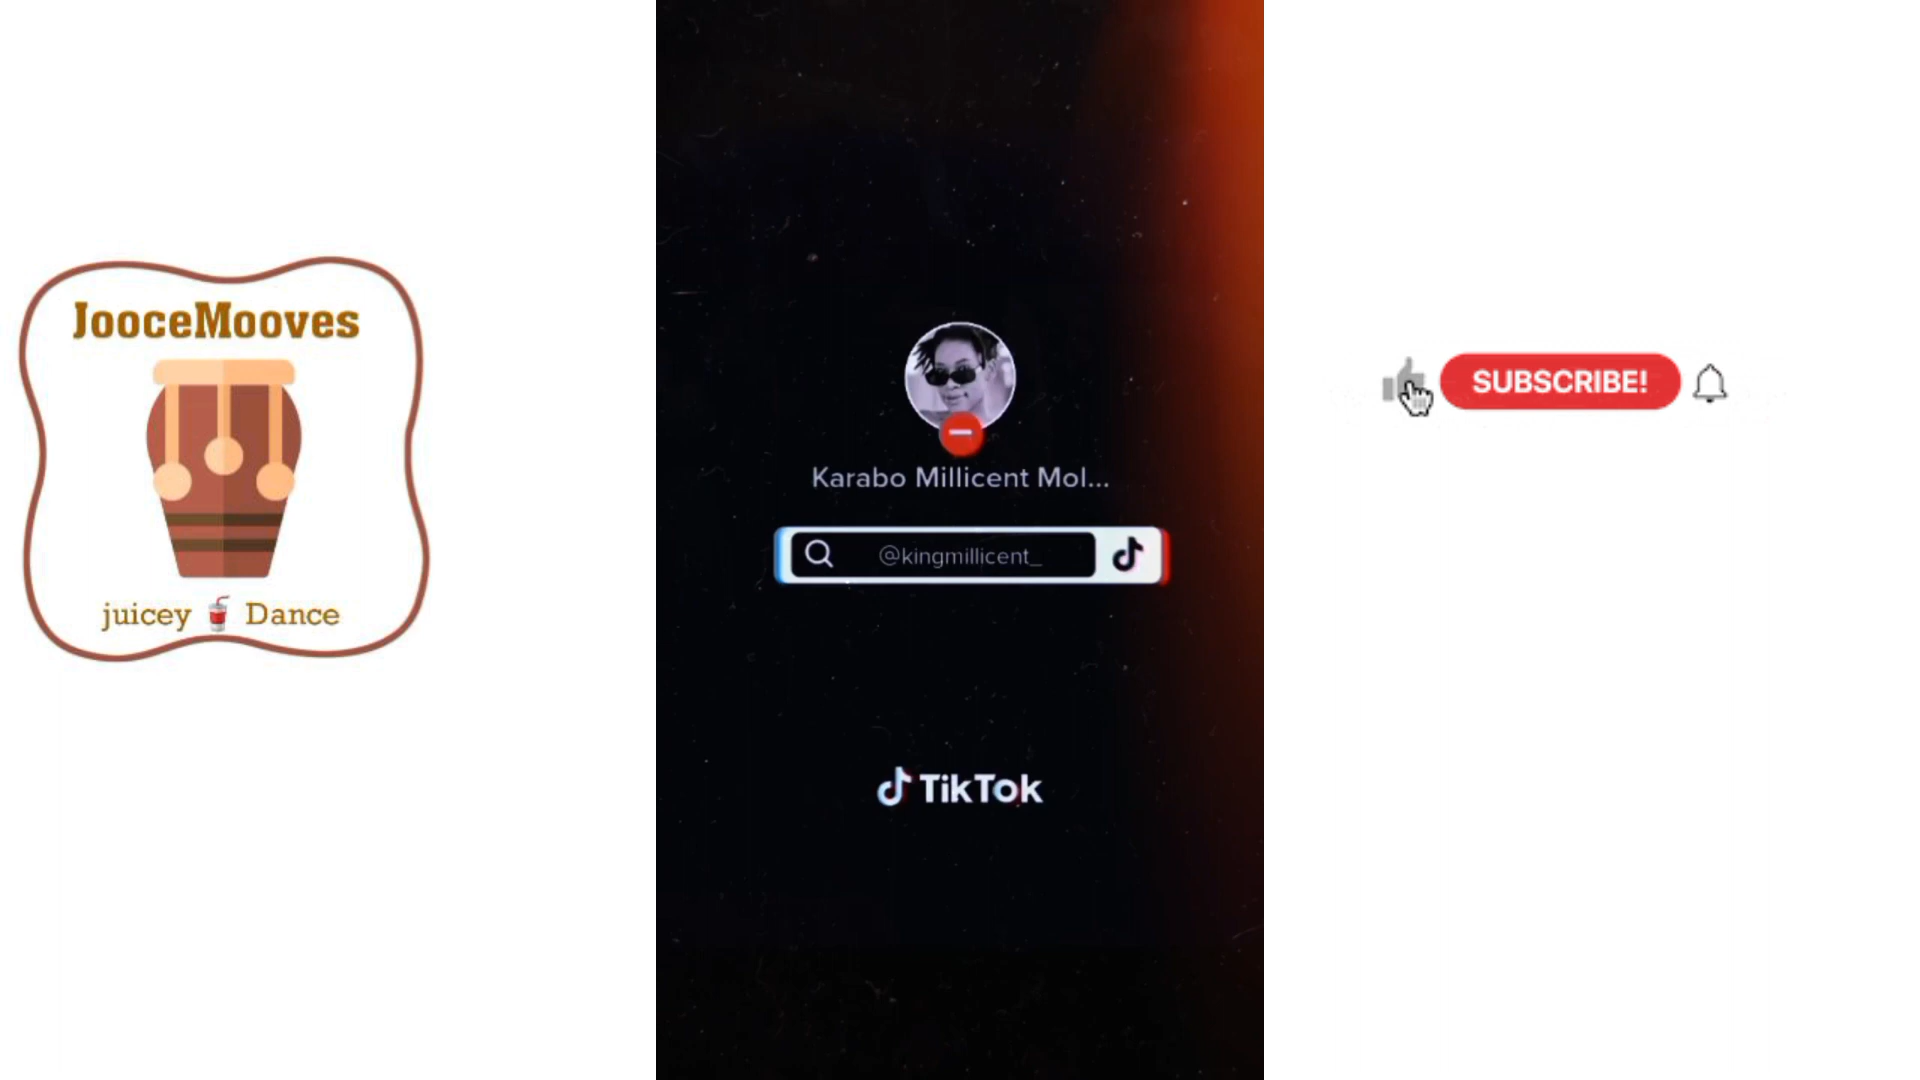 JooceMooves
juicey 🥤 Dance
Karabo Millicent Mol...
@kingmillicent_
TikTok
SUBSCRIBE!